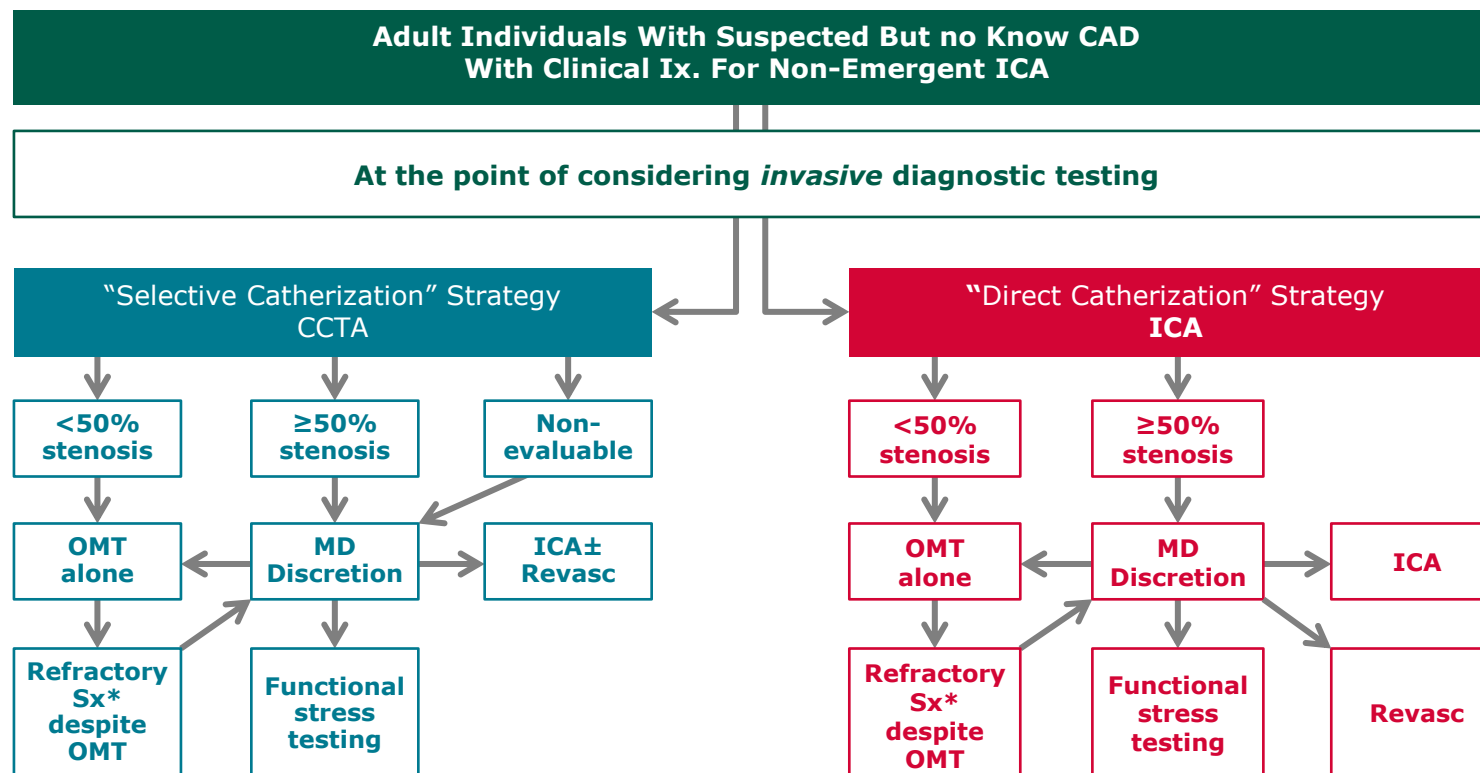 Adult Individuals With Suspected But no Know CAD
With Clinical Ix. For Non-Emergent ICA
At the point of considering invasive diagnostic testing
“Selective Catherization” Strategy
CCTA
<50%
stenosis
≥50%
stenosis
Non-
evaluable
OMT
alone
MD
Discretion
ICA±
Revasc
Refractory
Sx*
despite
OMT
Functional
stress
testing
“Direct Catherization” Strategy
ICA
<50%
stenosis
≥50%
stenosis
OMT
alone
MD
Discretion
ICA
Refractory
Sx*
despite
OMT
Functional
stress
testing
Revasc